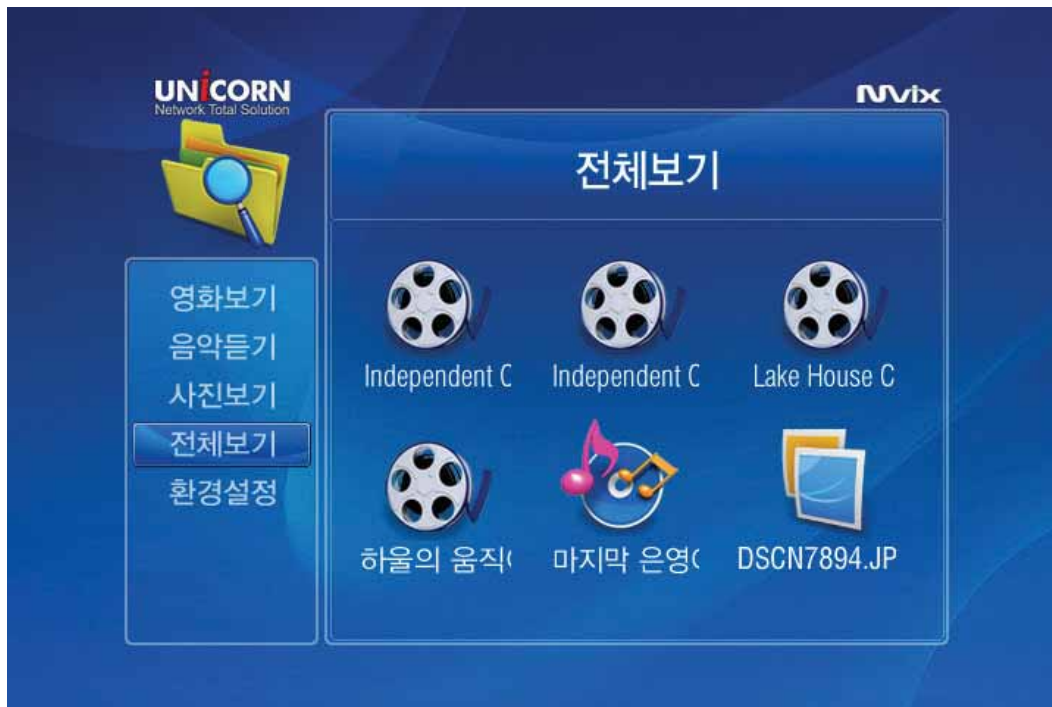 UNiCORN
Network Total Solution
Mvix
전체보기
영화보기
음악듣기
사진보기
전체보기
환경설정
Independent C
Independent C
Lake House C
하울의 움직
마지막 은영
DSCN7894.JP